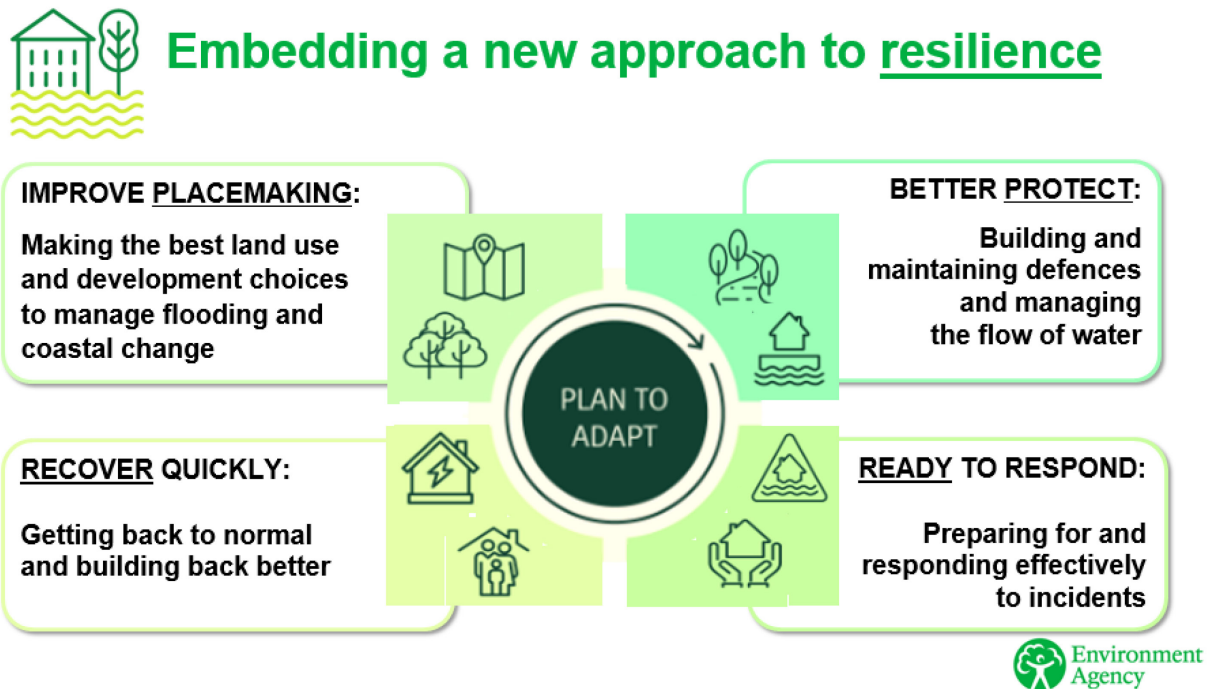 Embedding a new approach to resilience
IMPROVE PLACEMAKING:
Making the best land use
and development choices
to manage flooding and
coastal change
BETTER PROTECT:
Building and
maintaining defences
and managing
the flow of water
PLAN TO
ADAPT
RECOVER QUICKLY:
Getting back to normal
and building back better
READY TO RESPOND:
Preparing for and
responding effectively
to incidents
Environment
Agency